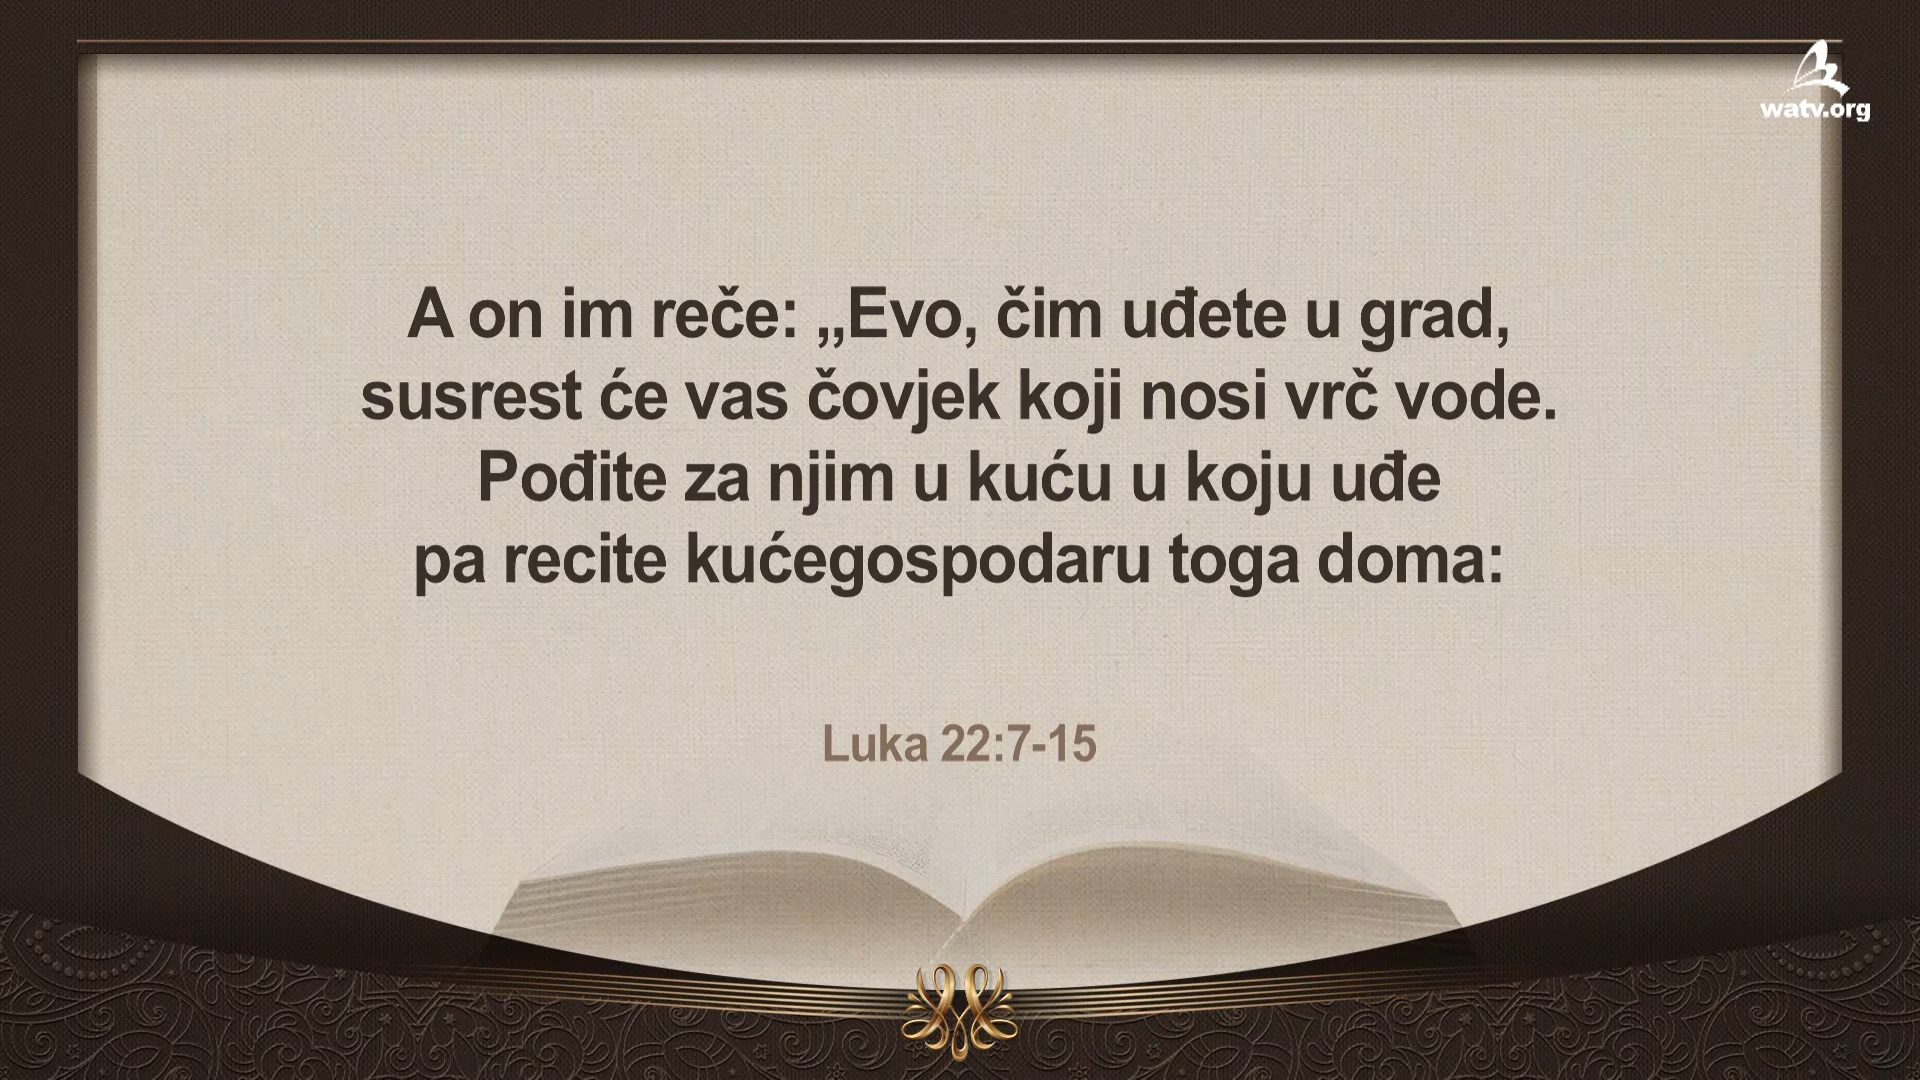 watv.org
A on im reče: „Evo, čim uđete u grad,
susrest će vas čovjek koji nosi vrč vode.
Pođite za njim u kuću u koju uđe
pa recite kućegospodaru toga doma:
Luka 22:7-15